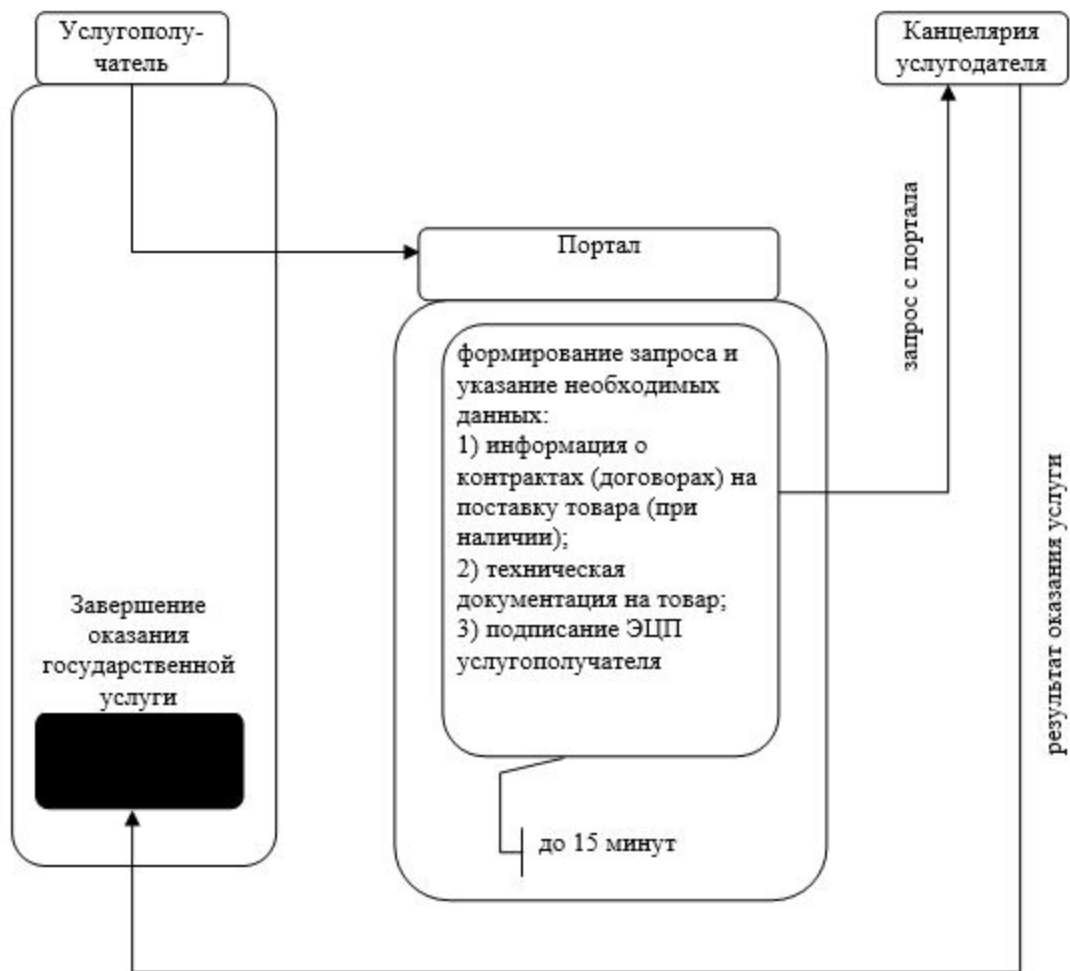 Услугополу-
чатель
Канцелярия
услугодателя
запрос с портала
Портал
формирование запроса и
указание необходимых
данных:
1) информация о
контрактах (договорах) на
поставку товара (при
наличии);
2) техническая
документация на товар;
3) подписание ЭЦП
услугополучателя
до 15 минут
результат оказания услуги
Завершение
оказания
государственной
услуги